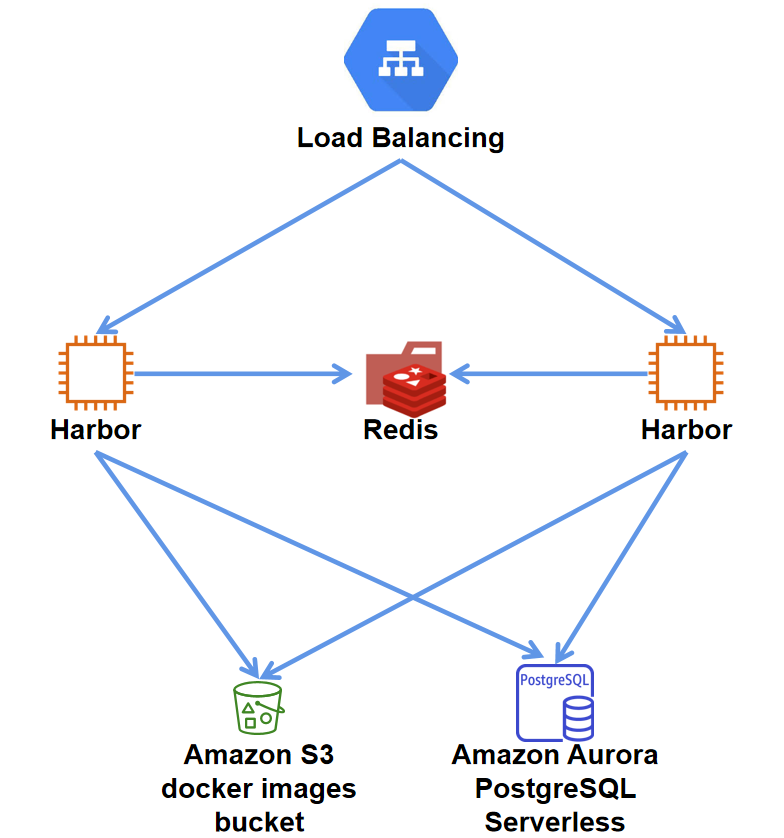 Load Balancing
Harbor
Redis
Harbor
PostgreSQL
Amazon S3
docker images
bucket
Amazon Aurora
PostgreSQL
Serverless